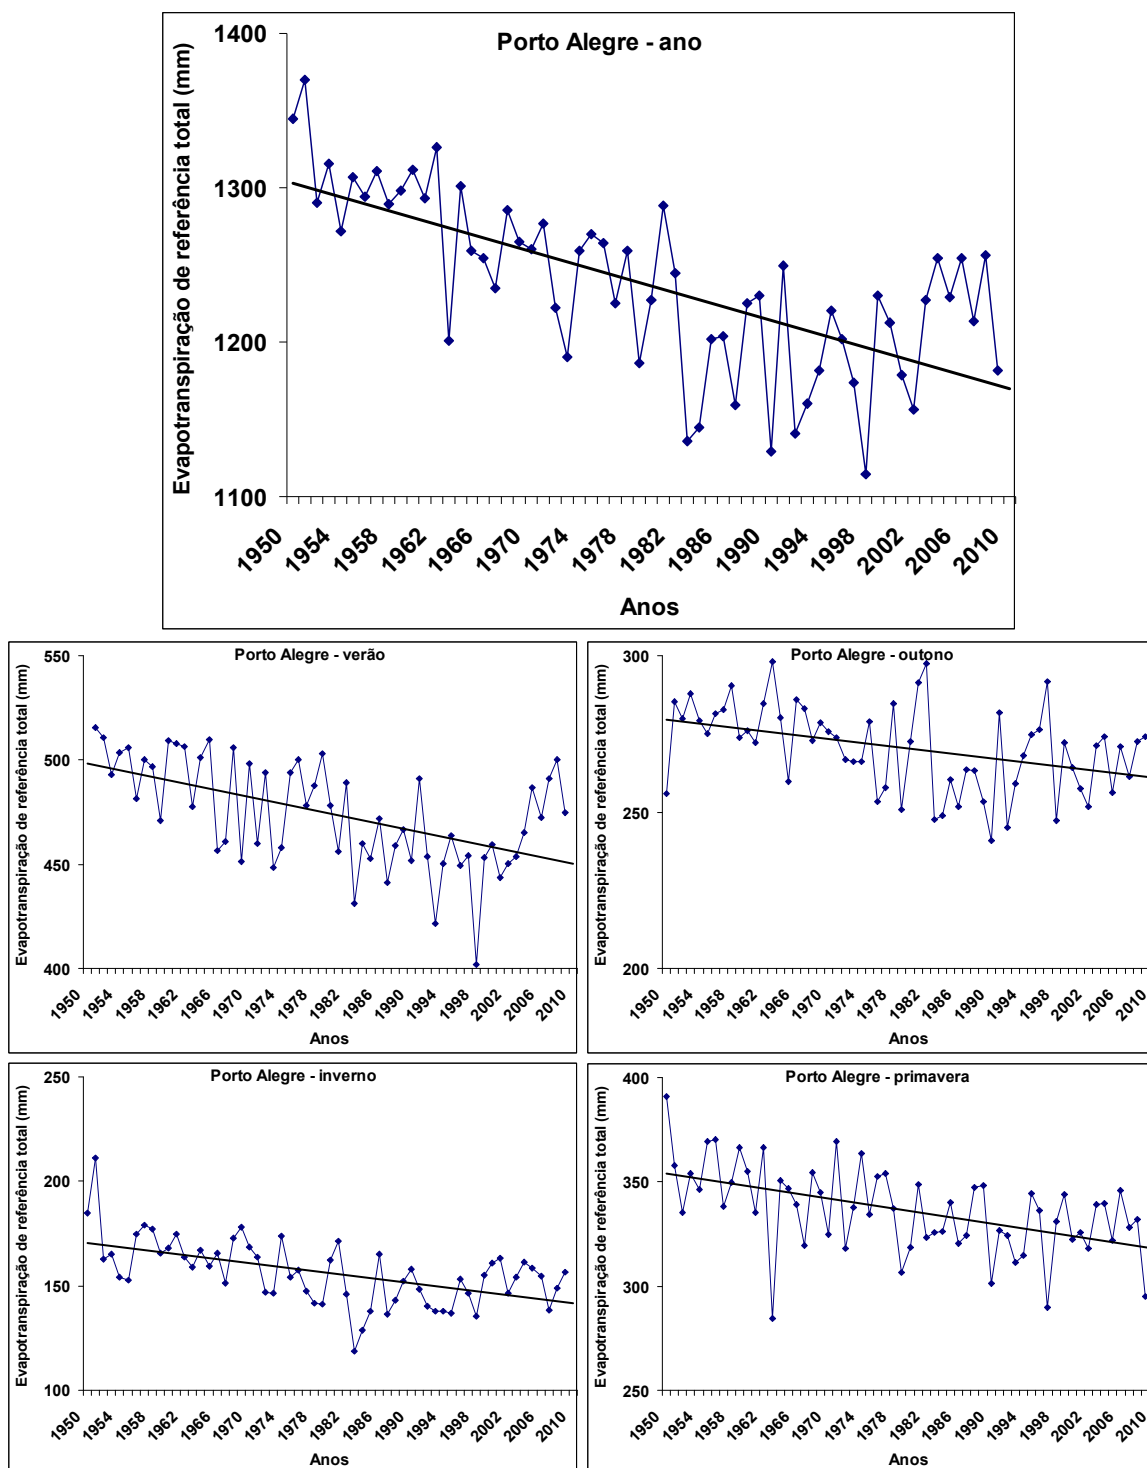 Porto Alegre - ano
Evapotranspiração de referência total (mm)
1400
1300
1200
1100
1950 1954 1958 1962 1966 1970 1974 1978 1982 1986 1990 1994 1998 2002 2006 2010
Anos
Porto Alegre - verão
Evapotranspiração de referência total (mm)
550
500
450
400
1950 1954 1958 1962 1966 1970 1974 1978 1982 1986 1990 1994 1998 2002 2006 2010
Anos
Porto Alegre - outono
Evapotranspiração de referência total (mm)
300
250
200
1950 1954 1958 1962 1966 1970 1974 1978 1982 1986 1990 1994 1998 2002 2006 2010
Anos
Porto Alegre - inverno
Evapotranspiração de referência total (mm)
250
200
150
100
1950 1954 1958 1962 1966 1970 1974 1978 1982 1986 1990 1994 1998 2002 2006 2010
Anos
Porto Alegre - primavera
Evapotranspiração de referência total (mm)
400
350
300
250
1950 1954 1958 1962 1966 1970 1974 1978 1982 1986 1990 1994 1998 2002 2006 2010
Anos